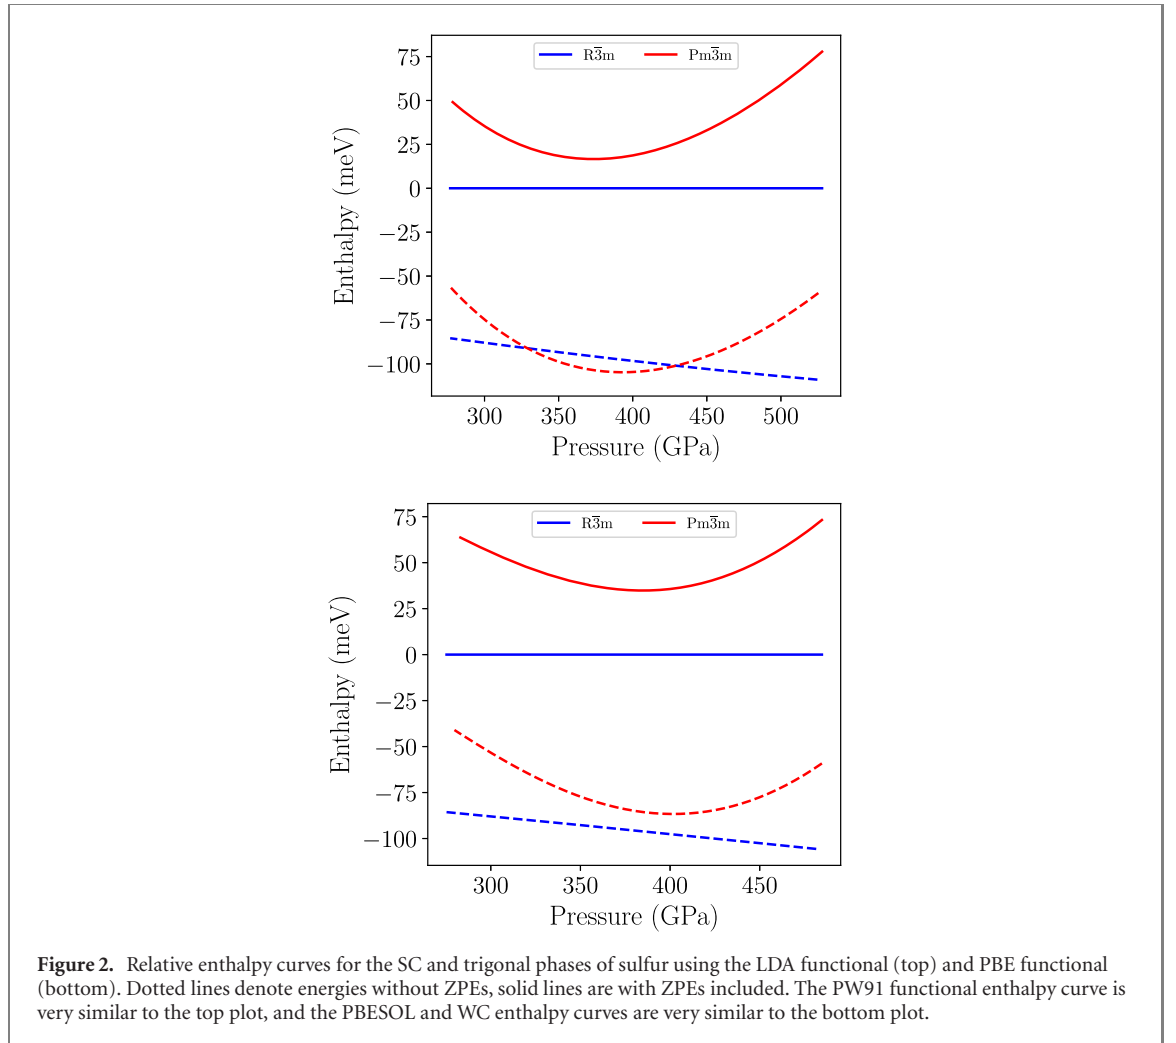 R3̅m Pm3̅m
75
50
25
0
−25
−50
−75
−100
Enthalpy (meV)
300 350 400 450 500
Pressure (GPa)
R3̅m Pm3̅m
75
50
25
0
−25
−50
−75
−100
Enthalpy (meV)
300 350 400 450
Pressure (GPa)
Figure 2. Relative enthalpy curves for the SC and trigonal phases of sulfur using the LDA functional (top) and PBE functional
(bottom). Dotted lines denote energies without ZPEs, solid lines are with ZPEs included. The PW91 functional enthalpy curve is
very similar to the top plot, and the PBESOL and WC enthalpy curves are very similar to the bottom plot.